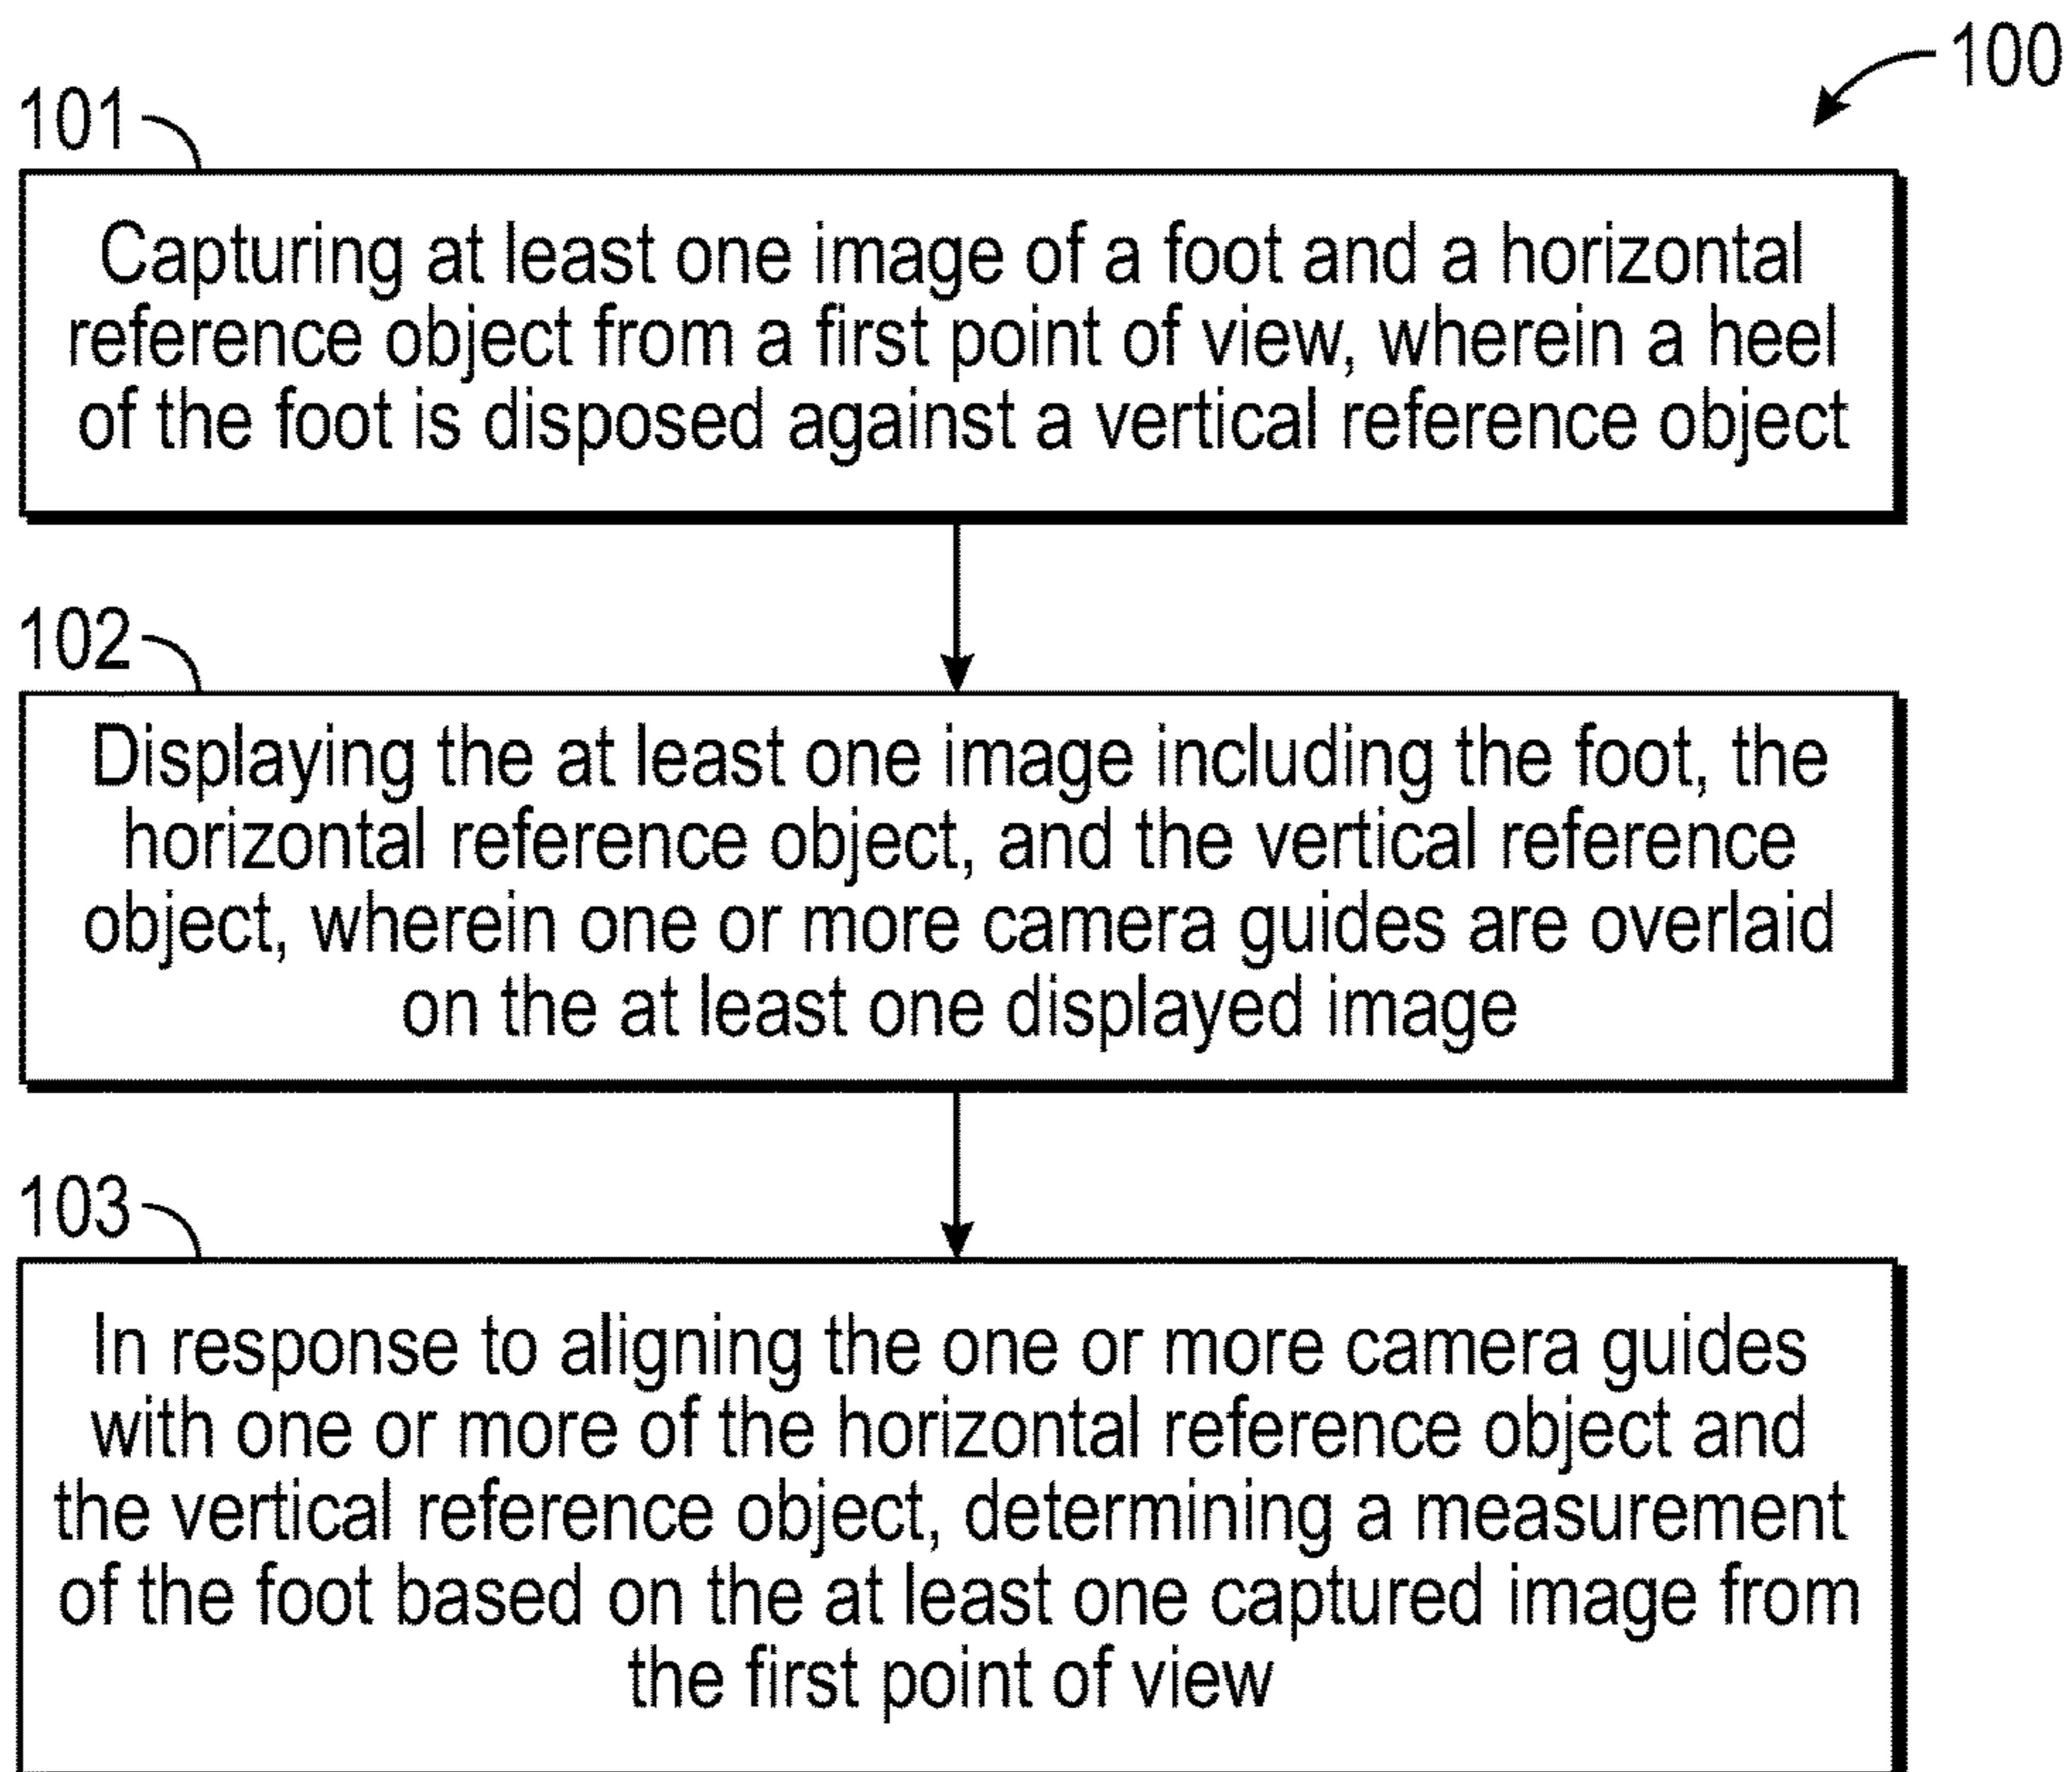 100
101
Capturing at least one image of a foot and a horizontal
reference object from a first point of view, wherein a heel
of the foot is disposed against a vertical reference object
102
Displaying the at least one image including the foot, the
horizontal reference object, and the vertical reference
object, wherein one or more camera guides are overlaid
on the at least one displayed image
103
In response to aligning the one or more camera guides
with one or more of the horizontal reference object and
the vertical reference object, determining a measurement
of the foot based on the at least one captured image from
the first point of view